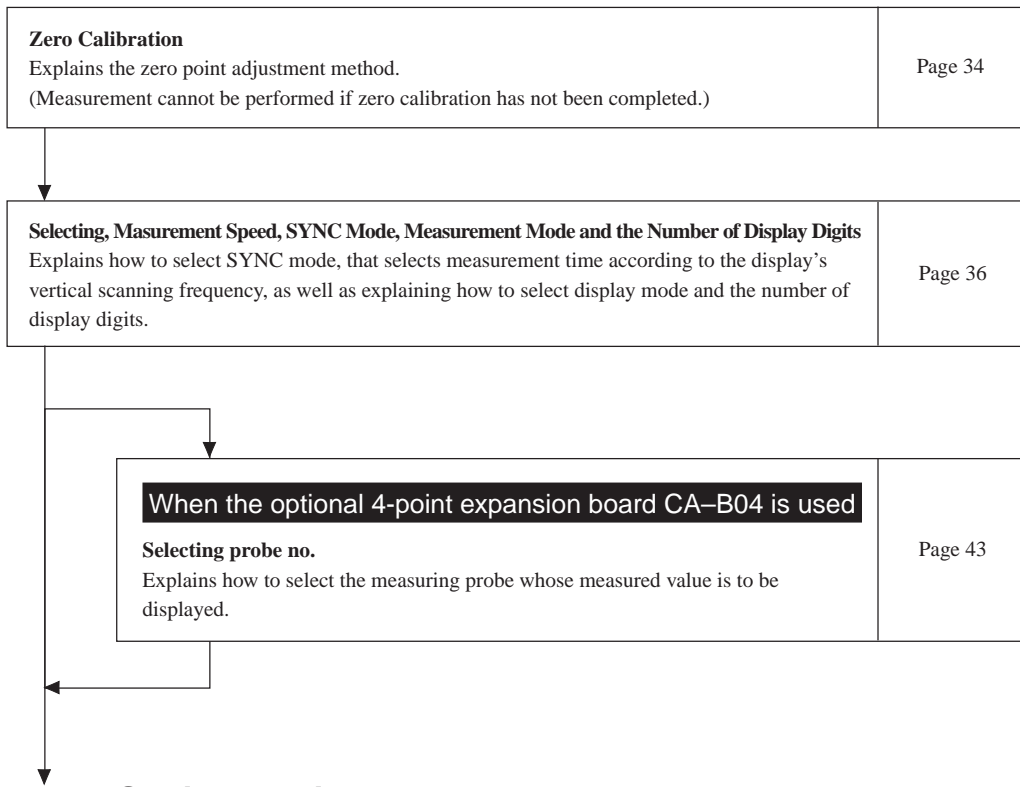 Zero Calibration
Explains the zero point adjustment method.
(Measurement cannot be performed if zero calibration has not been completed.)
Page 34
Selecting, Masurement Speed, SYNC Mode, Measurement Mode and the Number of Display Digits
Explains how to select SYNC mode, that selects measurement time according to the display's
vertical scanning frequency, as well as explaining how to select display mode and the number of
display digits.
Page 36
When the optional 4-point expansion board CA–B04 is used
Selecting probe no.
Explains how to select the measuring probe whose measured value is to be
displayed.
Page 43